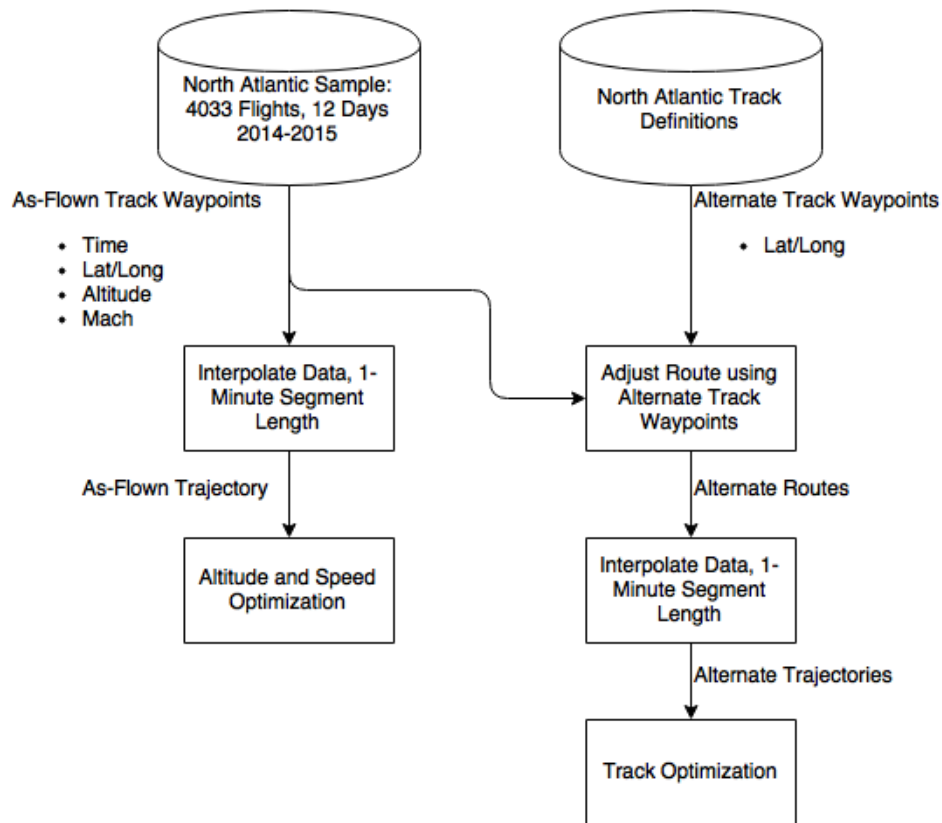 North Atlantic Sample:
4033 Flights, 12 Days
2014-2015
North Atlantic Track
Definitions
As-Flown Track Waypoints
• Time
• Lat/Long
• Altitude
• Mach
Alternate Track Waypoints
• Lat/Long
Interpolate Data, 1-
Minute Segment
Length
Adjust Route using
Alternate Track
Waypoints
As-Flown Trajectory
Alternate Routes
Altitude and Speed
Optimization
Interpolate Data, 1-
Minute Segment
Length
Alternate Trajectories
Track Optimization